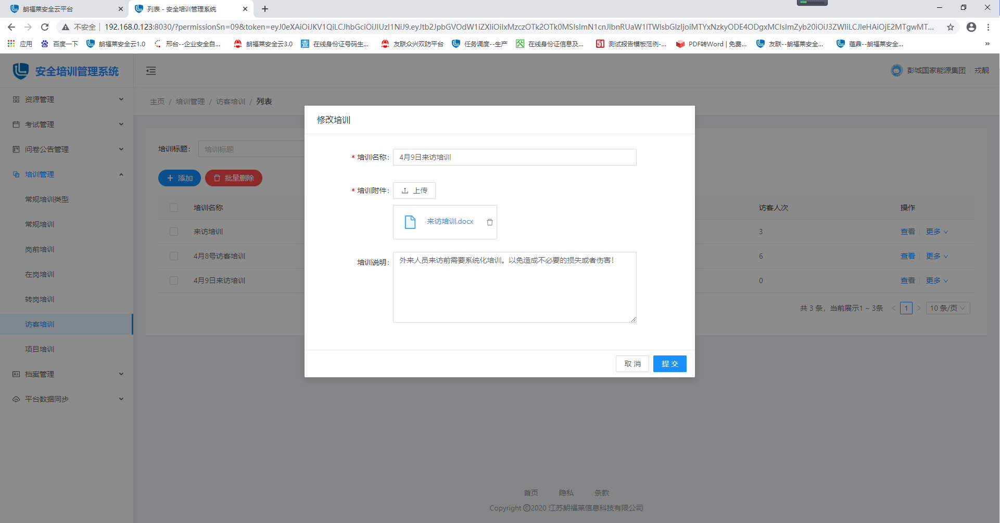 朗福莱安全云平台
列表 - 安全培训管理系统
不安全
192.168.0.123:8030/?permissionSn=09&token=eyJ0eXAiOiJKV1QiLCJhbGciOiJIUzI1NiJ9.eyJtb2JpbGVOdW1iZXIiOiIxMzczOTk2OTk0MSIsImN1cnJlbnRUaW1lTWlsbGlzIjoiMTYxNzkyODE4ODgxMCIsImZyb20iOiJ3ZWIiLCJleHAiOjE2MTgwMT...
应用
百度一下
朗福莱安全云1.0
邢台--企业安全自...
朗福莱安全云3.0
查
在线身份证号码生...
友联众兴双防平台
任务调度--生产
在线身份证信息及...
51
测试报告模板范例-...
PDF转Word | 免费...
友联--朗福莱安全...
蕴鼎--朗福莱安全...
安全培训管理系统
彭城国家能源集团
戎靓
资源管理
考试管理
问卷公告管理
培训管理
常规培训类型
常规培训
岗前培训
在岗培训
转岗培训
访客培训
项目培训
档案管理
平台数据同步
主页 / 培训管理 / 访客培训 / 列表
培训标题:
培训标题
添加
批量删除
培训名称
访客人次
操作
来访培训
3
查看
更多
4月8号访客培训
6
查看
更多
4月9日来访培训
0
查看
更多
共 3 条，当前展示1 ~ 3条
1
10 条/页
修改培训
* 培训名称:
4月9日来访培训
* 培训附件:
上传
来访培训.docx
培训说明:
外来人员来访前需要系统化培训。以免造成不必要的损失或者伤害！
取 消
提 交
首页
隐私
条款
Copyright ©2020 江苏朗福莱信息科技有限公司